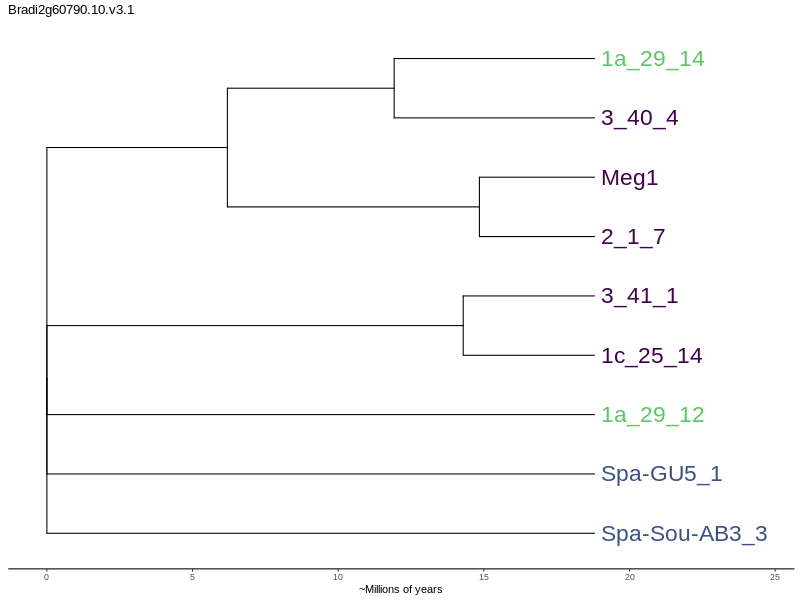 Bradi2g60790.10.v3.1
1a_29_14
3_40_4
Meg1
2_1_7
3_41_1
1c_25_14
1a_29_12
Spa-GU5_1
Spa-Sou-AB3_3
0 5 10 15 20 25
~Millions of years